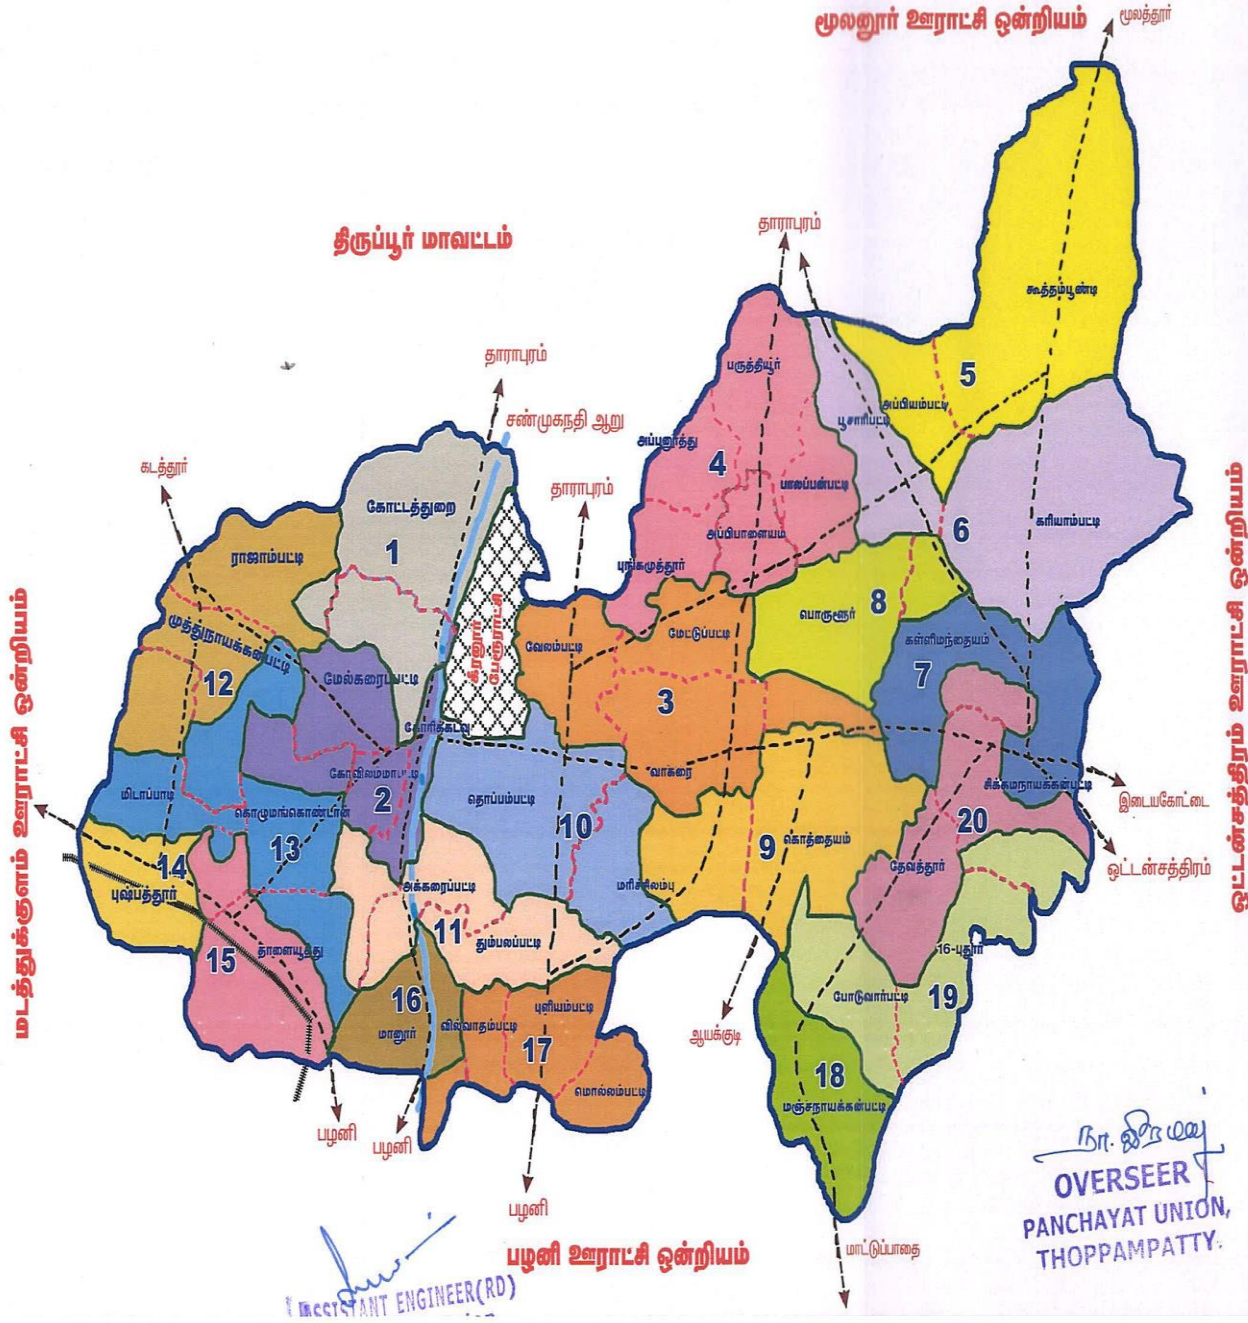 மூலனூர் ஊராட்சி ஒன்றியம்
மூலத்தூர்
திருப்பூர் மாவட்டம்
தாராபுரம்
கூத்தம்பூண்டி
தாராபுரம்
சண்முகநதி ஆறு
பருத்தியூர்
5
அப்பியம்பட்டி
பூசாரிபட்டி
அப்பனூத்து
4
கடத்தூர்
தாராபுரம்
பாலப்பன்பட்டி
கோட்டத்துறை
6
கரியாம்பட்டி
அப்பிபாளையம்
ராஜாம்பட்டி
1
புங்கமுத்தூர்
ஒட்டன்சத்திரம் ஊராட்சி ஒன்றியம்
மடத்துக்குளம் ஊராட்சி ஒன்றியம்
கீரனூர்
பேரூராட்சி
8
பொருளூர்
முத்துநாயக்கன்பட்டி
வேலம்பட்டி
மேட்டுப்பட்டி
கள்ளிமந்தையம்
7
12
மேல்கரைப்பட்டி
3
கோரிக்கடவு
கோவிலம்மாபட்டி
வாகரை
மிடாப்பாடி
2
தொப்பம்பட்டி
சிக்கமநாயக்கன்பட்டி
இடையகோட்டை
கொழுமங்கொண்டான்
10
20
13
9
கொத்தையம்
14
ஒட்டன்சத்திரம்
தேவத்தூர்
புஷ்பத்தூர்
அக்கரைப்பட்டி
மரிச்சிலம்பு
11
தும்பலப்பட்டி
15
தாளையூத்து
16-புதூர்
16
போடுவார்பட்டி
19
மானூர்
வில்வாதம்பட்டி
புளியம்பட்டி
ஆயக்குடி
17
18
மொல்லம்பட்டி
மஞ்சநாயக்கன்பட்டி
பழனி
பழனி
OVERSEER
பழனி
PANCHAYAT UNION,
THOPPAMPATTY.
பழனி ஊராட்சி ஒன்றியம்
மாட்டுப்பாதை
ASSISTANT ENGINEER(RD)